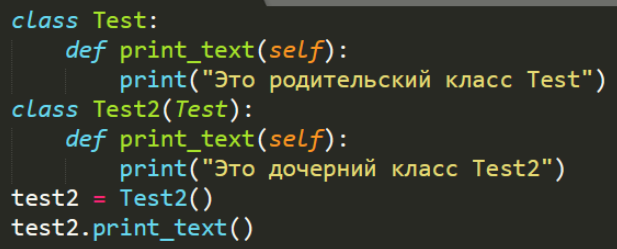 class Test:
    def print_text(self):
        print("Это родительский класс Test")
class Test2(Test):
    def print_text(self):
        print("Это дочерний класс Test2")
test2 = Test2()
test2.print_text()